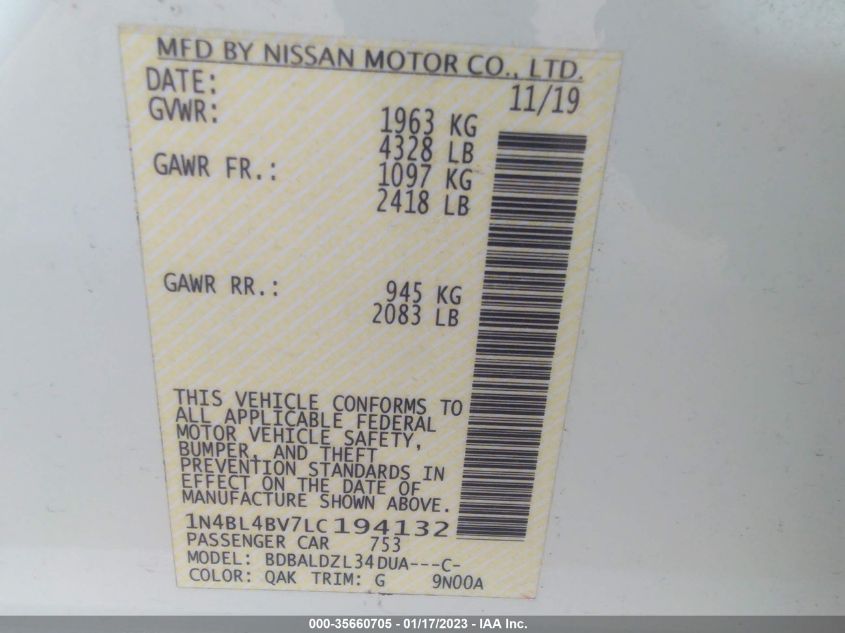 MFD BY NISSAN MOTOR CO., LTD.
DATE: 11/19
GVWR: 1963 KG
4328 LB
GAWR FR.: 1097 KG
2418 LB
GAWR RR.: 945 KG
2083 LB
THIS VEHICLE CONFORMS TO
ALL APPLICABLE FEDERAL
MOTOR VEHICLE SAFETY,
BUMPER, AND THEFT
PREVENTION STANDARDS IN
EFFECT ON THE DATE OF
MANUFACTURE SHOWN ABOVE.
1N4BL4BV7LC194132
PASSENGER CAR 753
MODEL: BDBALDZL34DUA---C-
COLOR: QAK TRIM: G 9N00A
000-35660705 - 01/17/2023 - IAA Inc.